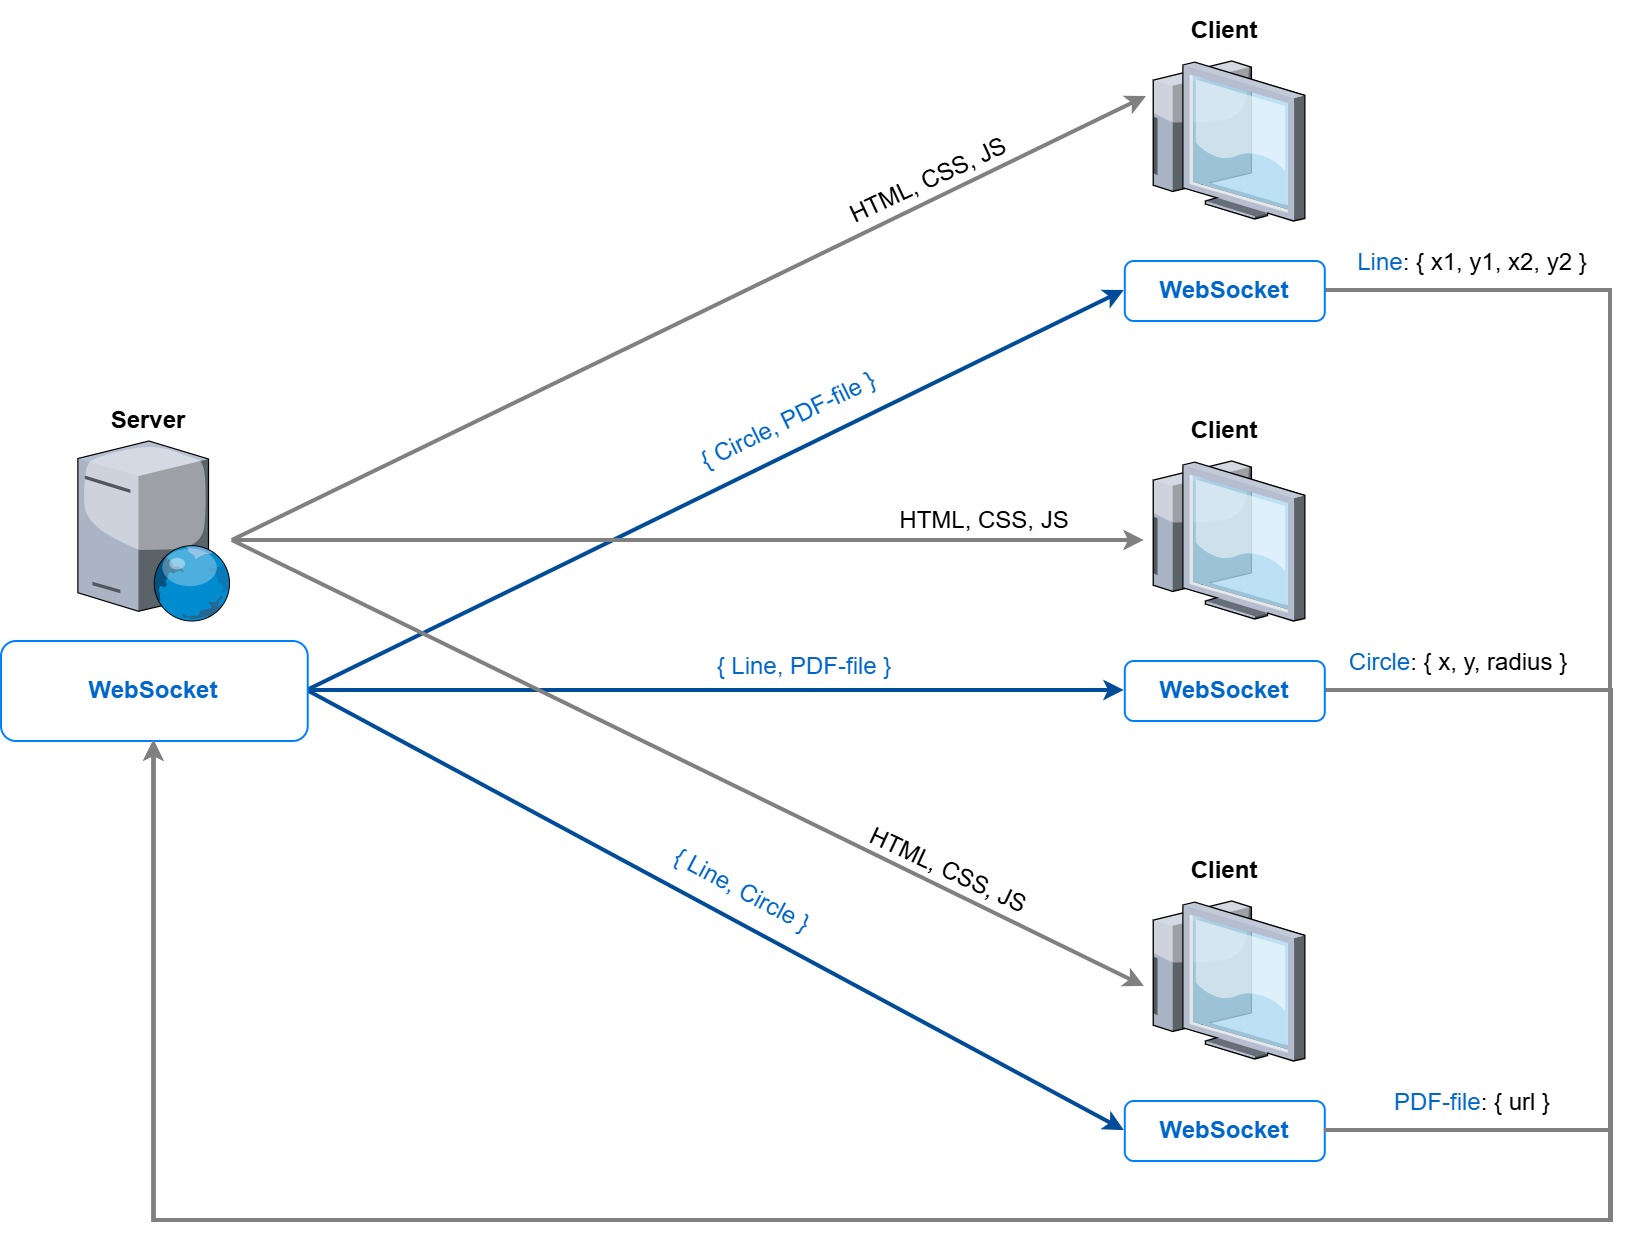 Client
HTML, CSS, JS
WebSocket
Line: { x1, y1, x2, y2 }
{ Circle, PDF-file }
Server
Client
HTML, CSS, JS
WebSocket
{ Line, PDF-file }
WebSocket
Circle: { x, y, radius }
HTML, CSS, JS
{ Line, Circle }
Client
WebSocket
PDF-file: { url }